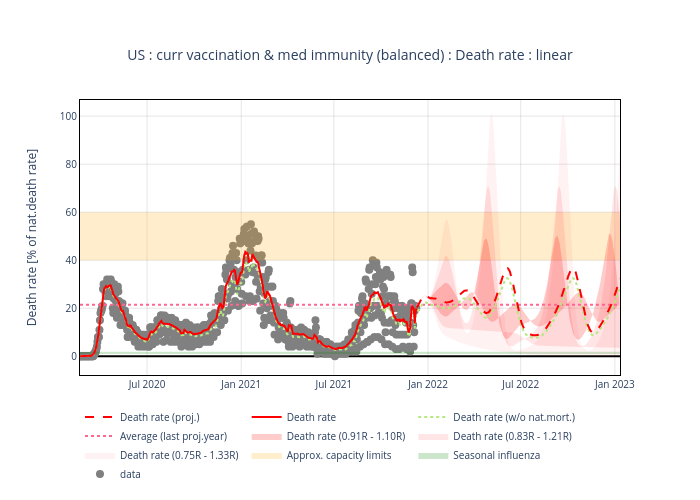 US : curr vaccination & med immunity (balanced) : Death rate : linear
Death rate [% of nat.death rate]
100
80
60
40
20
0
Jul 2020
Jan 2021
Jul 2021
Jan 2022
Jul 2022
Jan 2023
Death rate (proj.)
Death rate
Death rate (w/o nat.mort.)
Average (last proj.year)
Death rate (0.91R - 1.10R)
Death rate (0.83R - 1.21R)
Death rate (0.75R - 1.33R)
Approx. capacity limits
Seasonal influenza
data